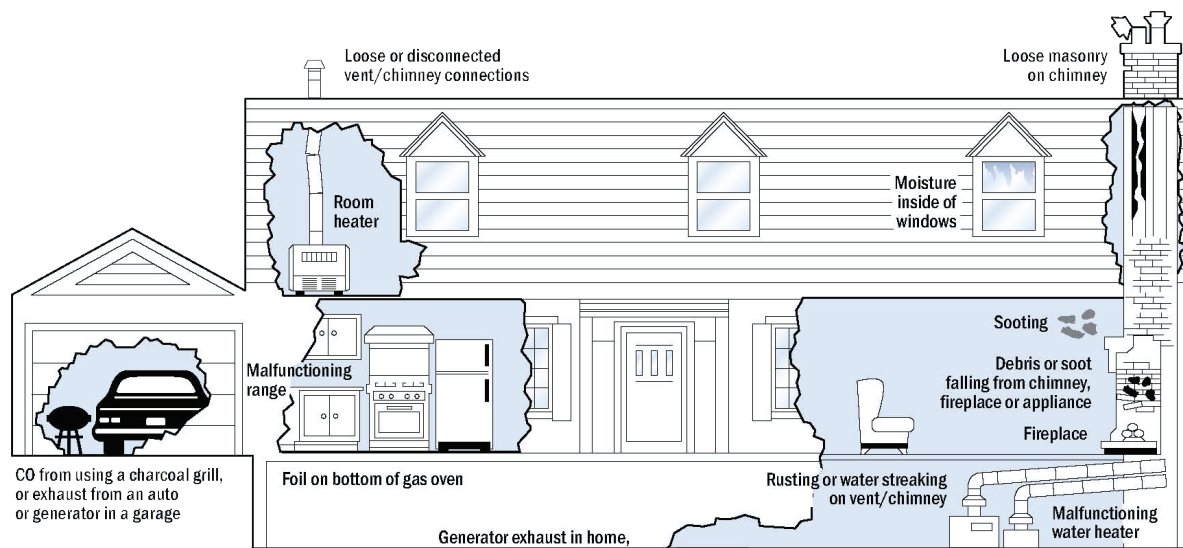 Loose or disconnected
vent/chimney connections
Loose masonry
on chimney
Room
heater
Moisture
inside of
windows
Sooting
Malfunctioning
range
Debris or soot
falling from chimney,
fireplace or appliance
Fireplace
CO from using a charcoal grill,
or exhaust from an auto
or generator in a garage
Foil on bottom of gas oven
Rusting or water streaking
on vent/chimney
Malfunctioning
water heater
Generator exhaust in home,